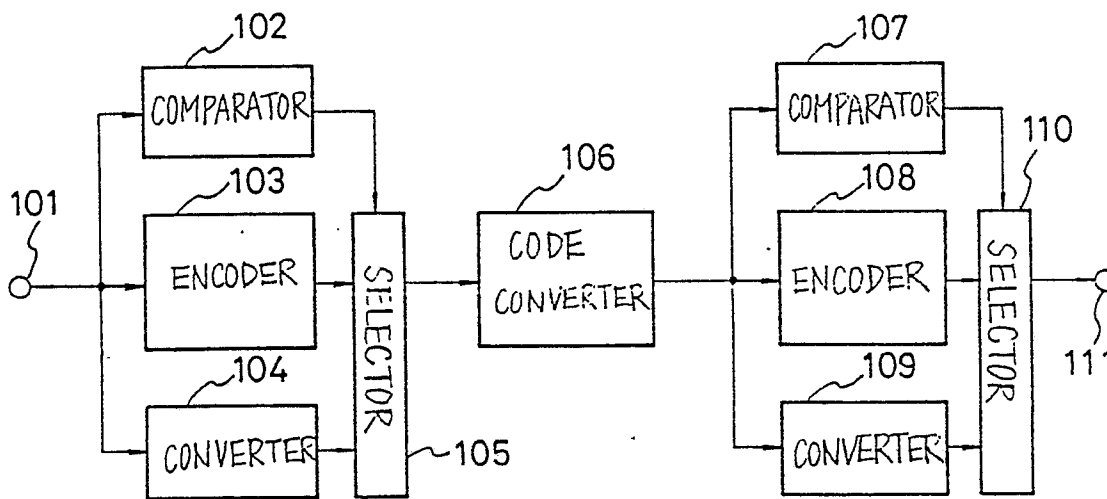 102
COMPARATOR
103
101
ENCODER
104
CONVERTER
SELECTOR
105
106
CODE
CONVERTER
107
COMPARATOR
110
108
ENCODER
109
CONVERTER
SELECTOR
111